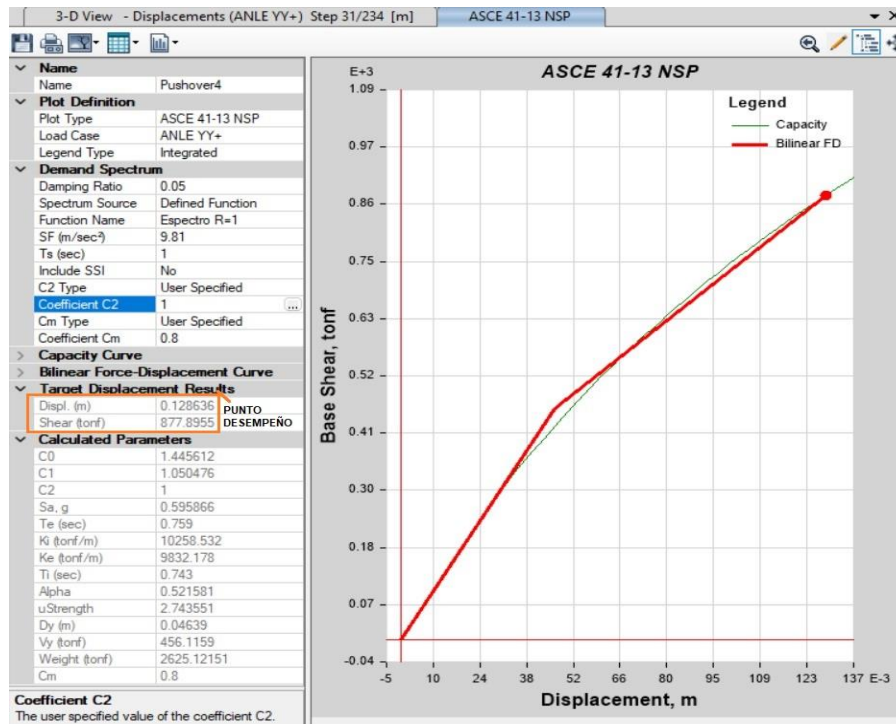 3-D View - Displacements (ANLE YY+) Step 31/234 [m]
ASCE 41-13 NSP
Name
Name Pushover4
Plot Definition
Plot Type ASCE 41-13 NSP
Load Case ANLE YY+
Legend Type Integrated
Demand Spectrum
Damping Ratio 0.05
Spectrum Source Defined Function
Function Name Espectro R=1
SF (m/sec²) 9.81
Ts (sec) 1
Include SSI No
C2 Type User Specified
Coefficient C2 1 ...
Cm Type User Specified
Coefficient Cm 0.8
Capacity Curve
Bilinear Force-Displacement Curve
Target Displacement Results
Displ. (m) 0.128636
Shear (tonf) 877.8955
PUNTO
DESEMPEÑO
Calculated Parameters
C0 1.445612
C1 1.050476
C2 1
Sa, g 0.595866
Te (sec) 0.759
Ki (tonf/m) 10258.532
Ke (tonf/m) 9832.178
Ti (sec) 0.743
Alpha 0.521581
uStrength 2.743551
Dy (m) 0.04639
Vy (tonf) 456.1159
Weight (tonf) 2625.12151
Cm 0.8
Coefficient C2
The user specified value of the coefficient C2.
ASCE 41-13 NSP
E+3
1.09
0.97
0.86
0.75
0.63
0.52
0.41
0.30
0.18
0.07
-0.04
Base Shear, tonf
Legend
Capacity
Bilinear FD
-5 10 24 38 52 66 80 95 109 123 137 E-3
Displacement, m